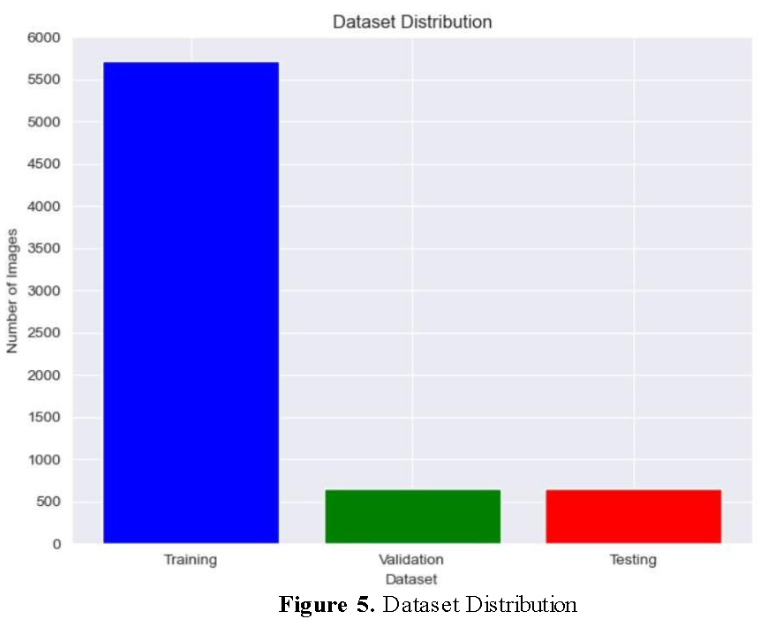 Dataset Distribution
6000
5500
5000
4500
4000
3500
3000
2500
2000
1500
1000
500
0
Number of Images
Training Validation Testing
Dataset
Figure 5. Dataset Distribution